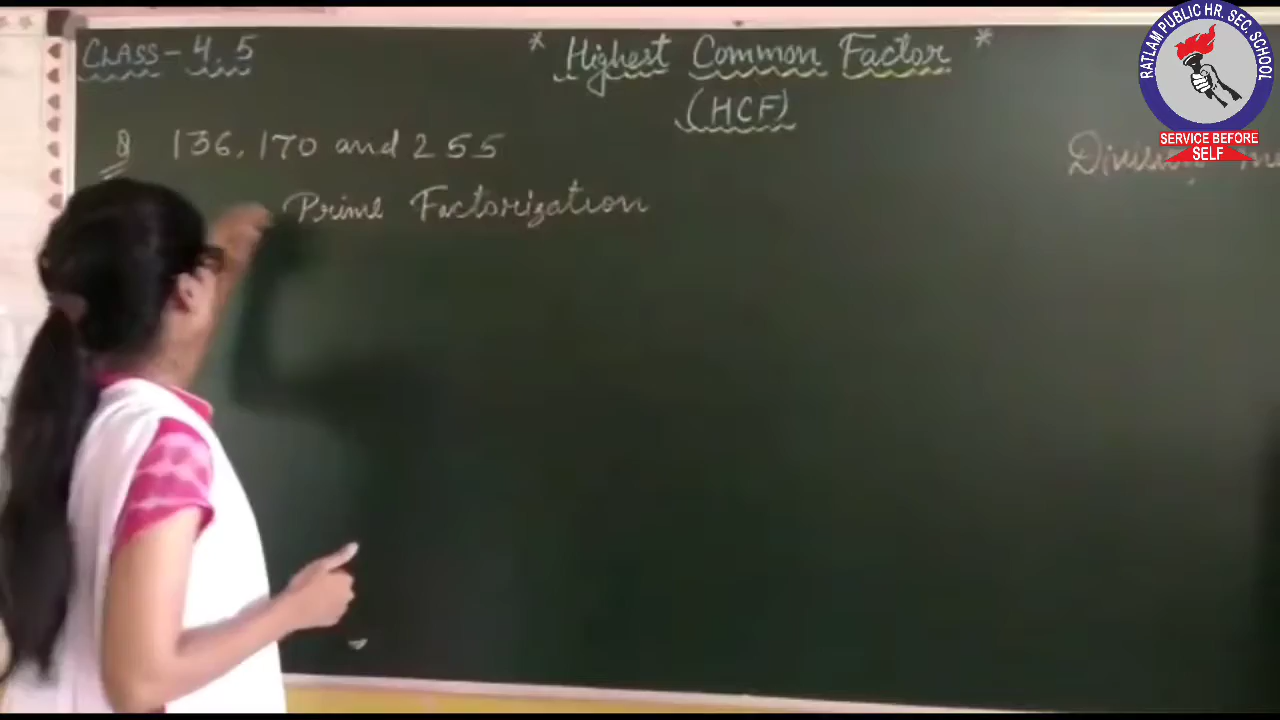 CLASS - 4, 5
* Highest Common Factor *
(HCF)
8 136, 170 and 255
Prime Factorization
RATLAM PUBLIC HR. SEC. SCHOOL
SERVICE BEFORE
SELF